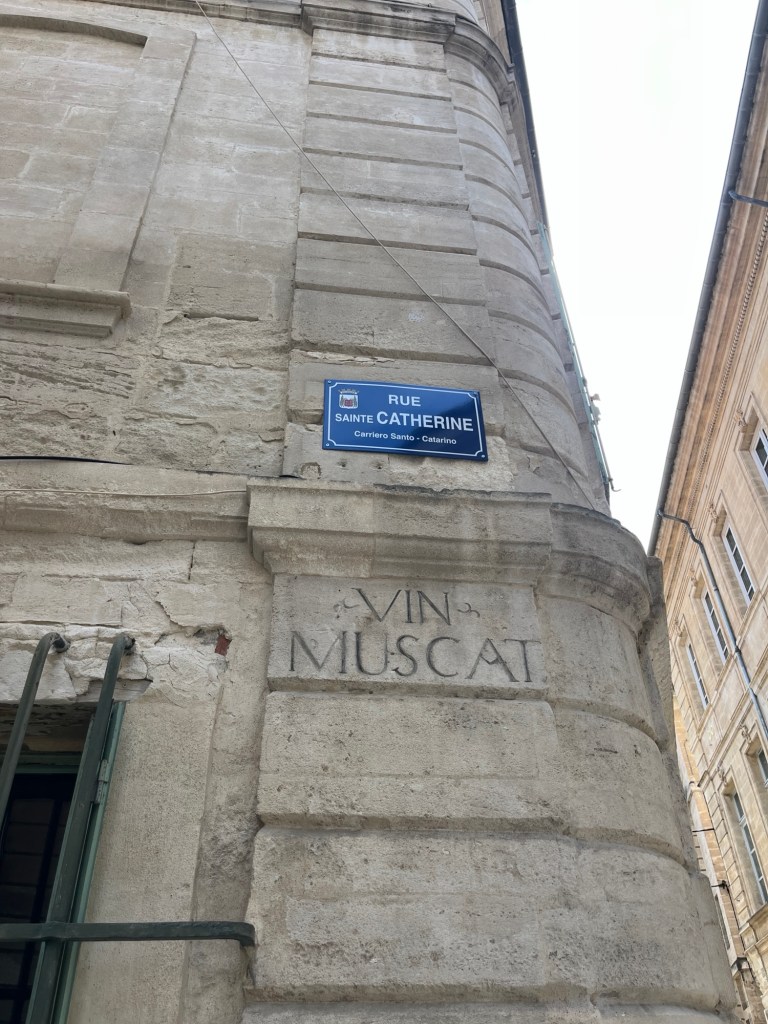 RUE
SAINTE CATHERINE
Carriero Santo - Catarino
VIN
MUSCAT